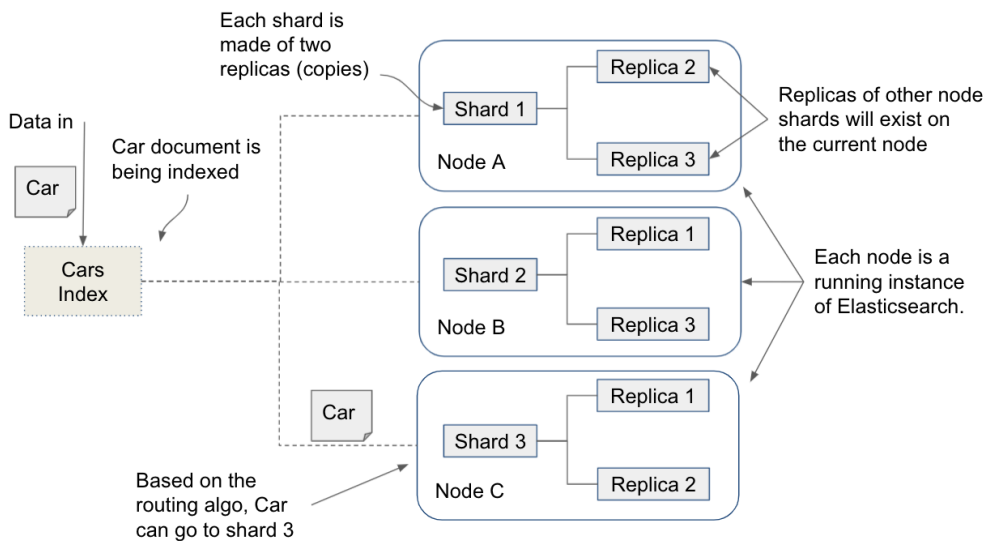 Each shard is
made of two
replicas (copies)
Data in
Car document is
being indexed
Car
Cars
Index
Shard 1
Replica 2
Replica 3
Node A
Replicas of other node
shards will exist on
the current node
Shard 2
Replica 1
Replica 3
Node B
Each node is a
running instance
of Elasticsearch.
Car
Shard 3
Replica 1
Replica 2
Node C
Based on the
routing algo, Car
can go to shard 3